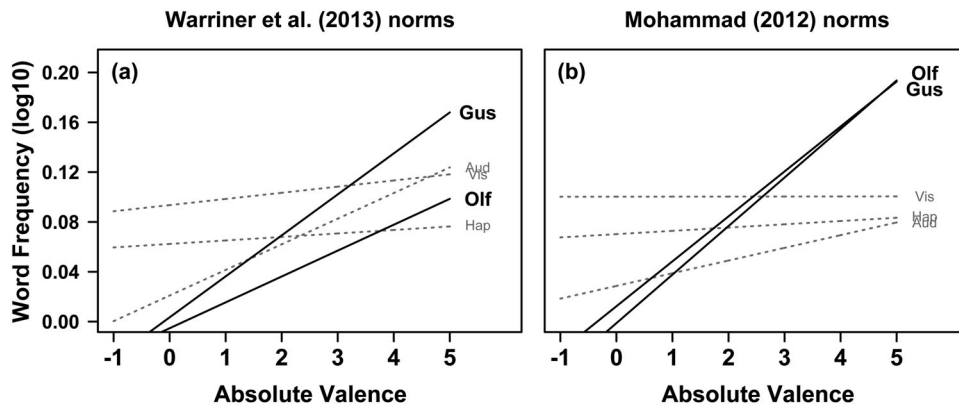 Warriner et al. (2013) norms
Mohammad (2012) norms
Word Frequency (log10)
0.20
0.16
0.12
0.08
0.04
0.00
(a)
Gus
Aud
Vis
Olf
Hap
-1 0 1 2 3 4 5
Absolute Valence
(b)
Olf
Gus
Vis
Hap
Aud
-1 0 1 2 3 4 5
Absolute Valence